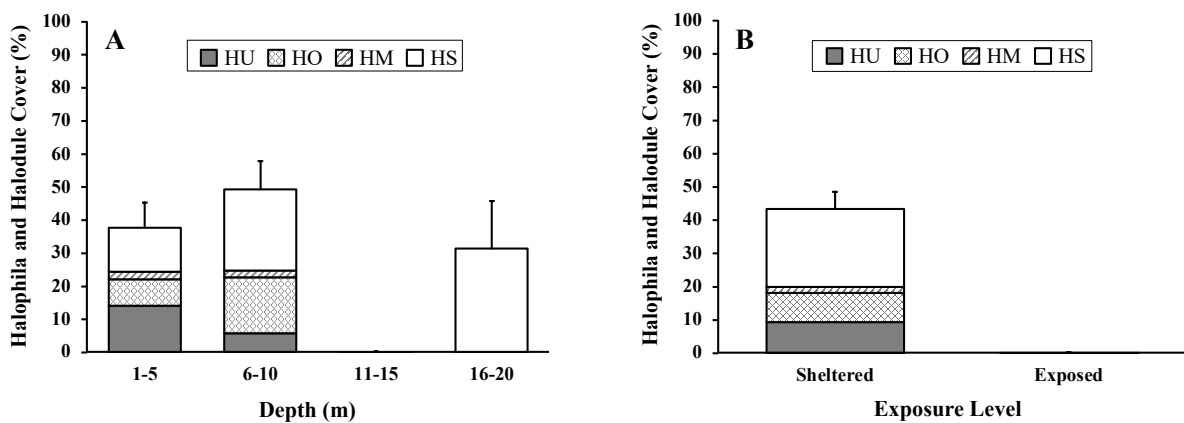 A
Halophila and Halodule Cover (%)
HU HO HM HS
100
90
80
70
60
50
40
30
20
10
0
1-5 6-10 11-15 16-20
Depth (m)
B
Halophila and Halodule Cover (%)
HU HO HM HS
100
90
80
70
60
50
40
30
20
10
0
Sheltered Exposed
Exposure Level